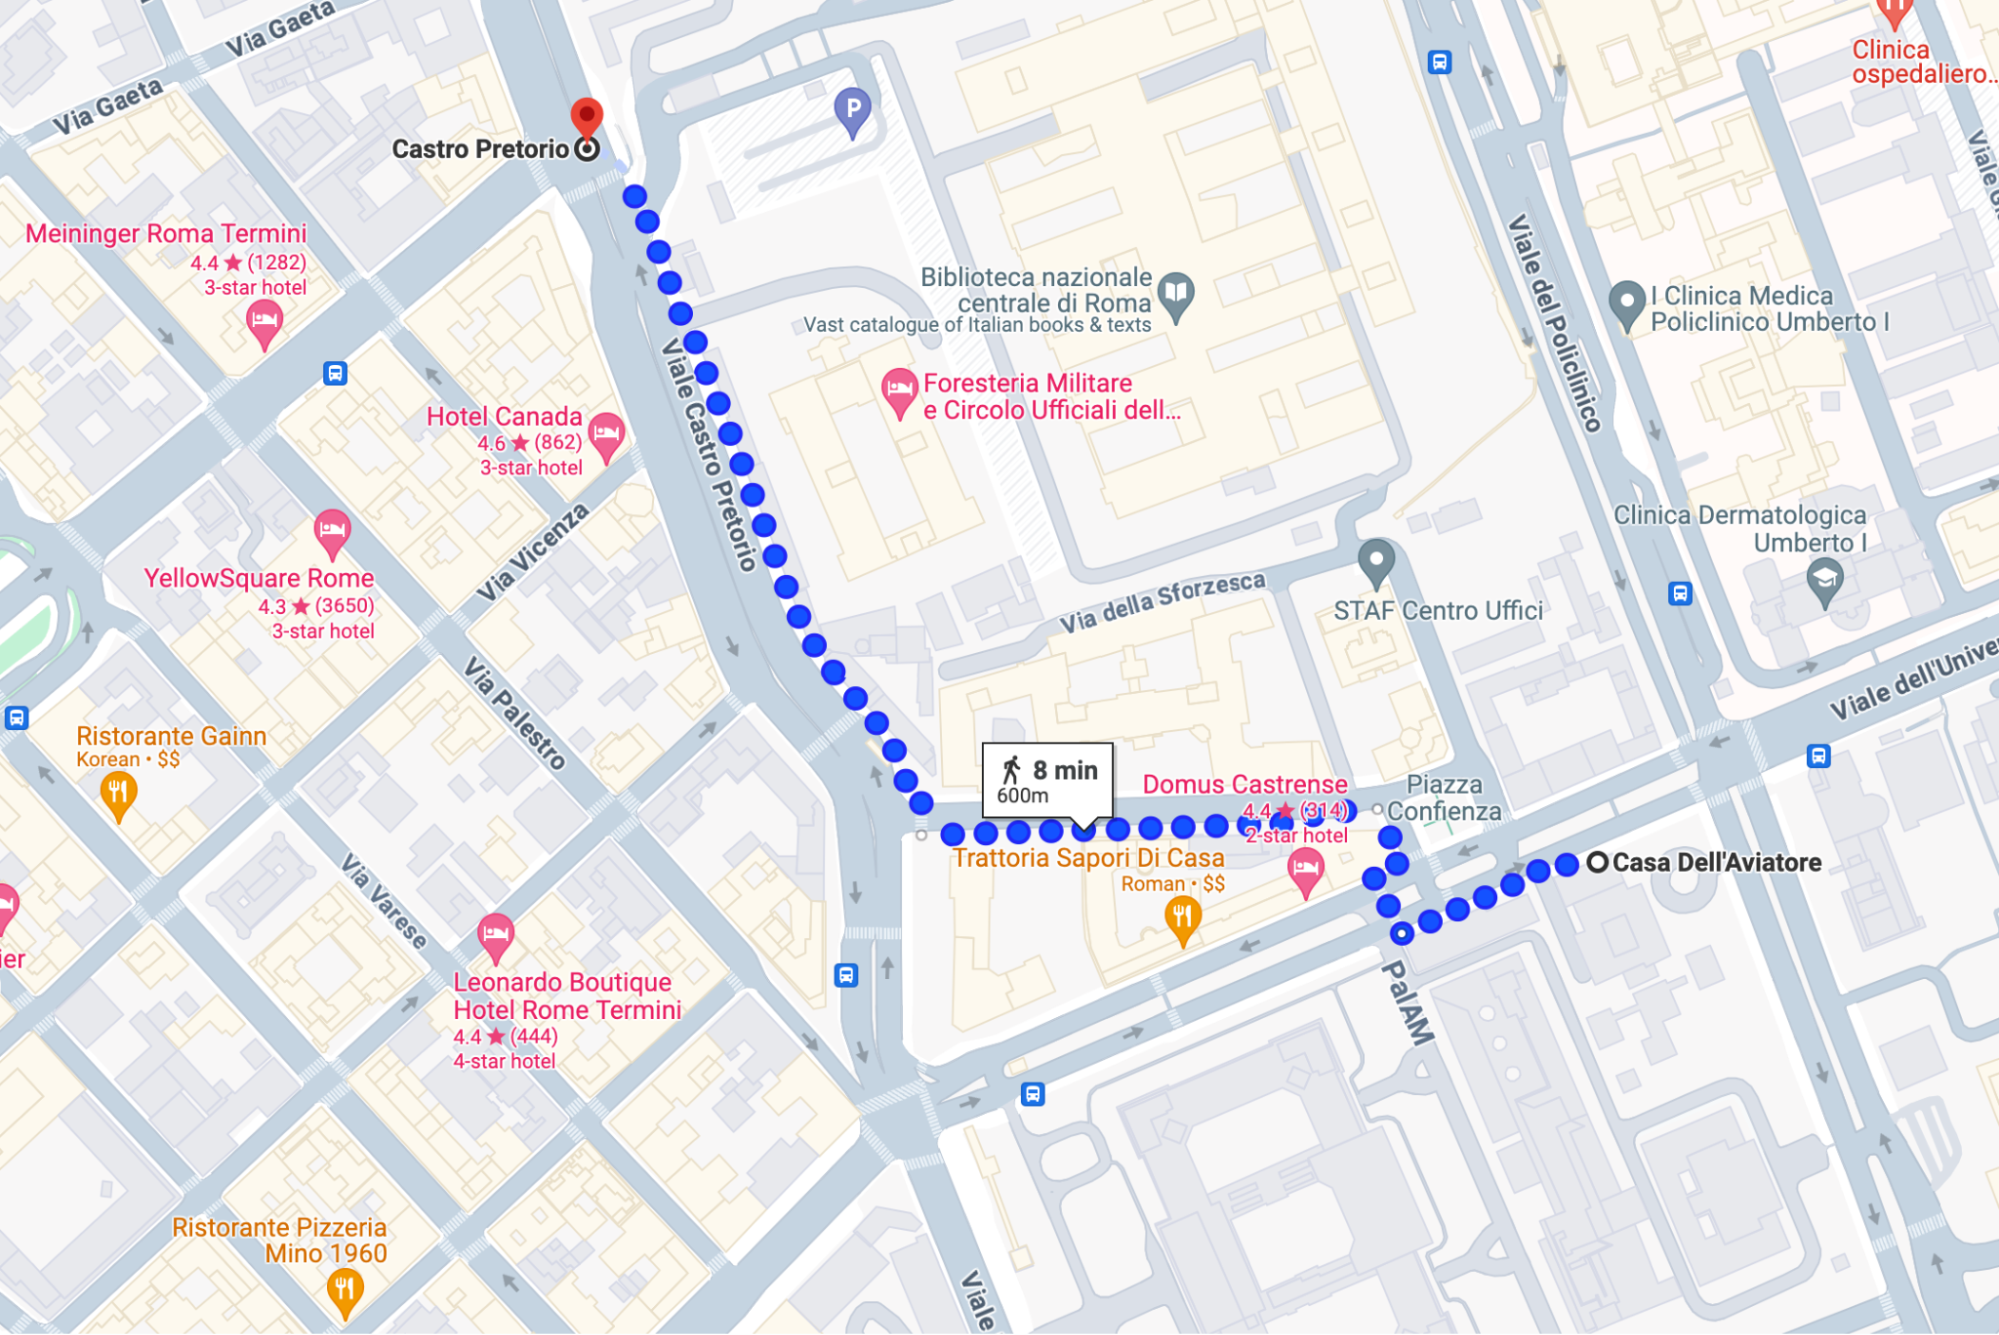 Via Gaeta
Via Gaeta
P
Clinica
ospedaliero...
Castro Pretorio
Meininger Roma Termini
4.4 ★ (1282)
3-star hotel
Biblioteca nazionale
centrale di Roma
Vast catalogue of Italian books & texts
Viale del Policlinico
I Clinica Medica
Policlinico Umberto I
Viale Castro Pretorio
Foresteria Militare
e Circolo Ufficiali dell...
Hotel Canada
4.6 ★ (862)
3-star hotel
Via Vicenza
YellowSquare Rome
4.3 ★ (3650)
3-star hotel
Clinica Dermatologica
Umberto I
Via della Sforzesca
STAF Centro Uffici
Via Palestro
Viale dell'Unive
Ristorante Gainn
Korean • $$
8 min
600m
Domus Castrense
4.4 ★ (314)
2-star hotel
Piazza
Confienza
Trattoria Sapori Di Casa
Roman • $$
Casa Dell'Aviatore
Via Varese
ier
Leonardo Boutique
Hotel Rome Termini
4.4 ★ (444)
4-star hotel
PalAM
Ristorante Pizzeria
Mino 1960
Viale